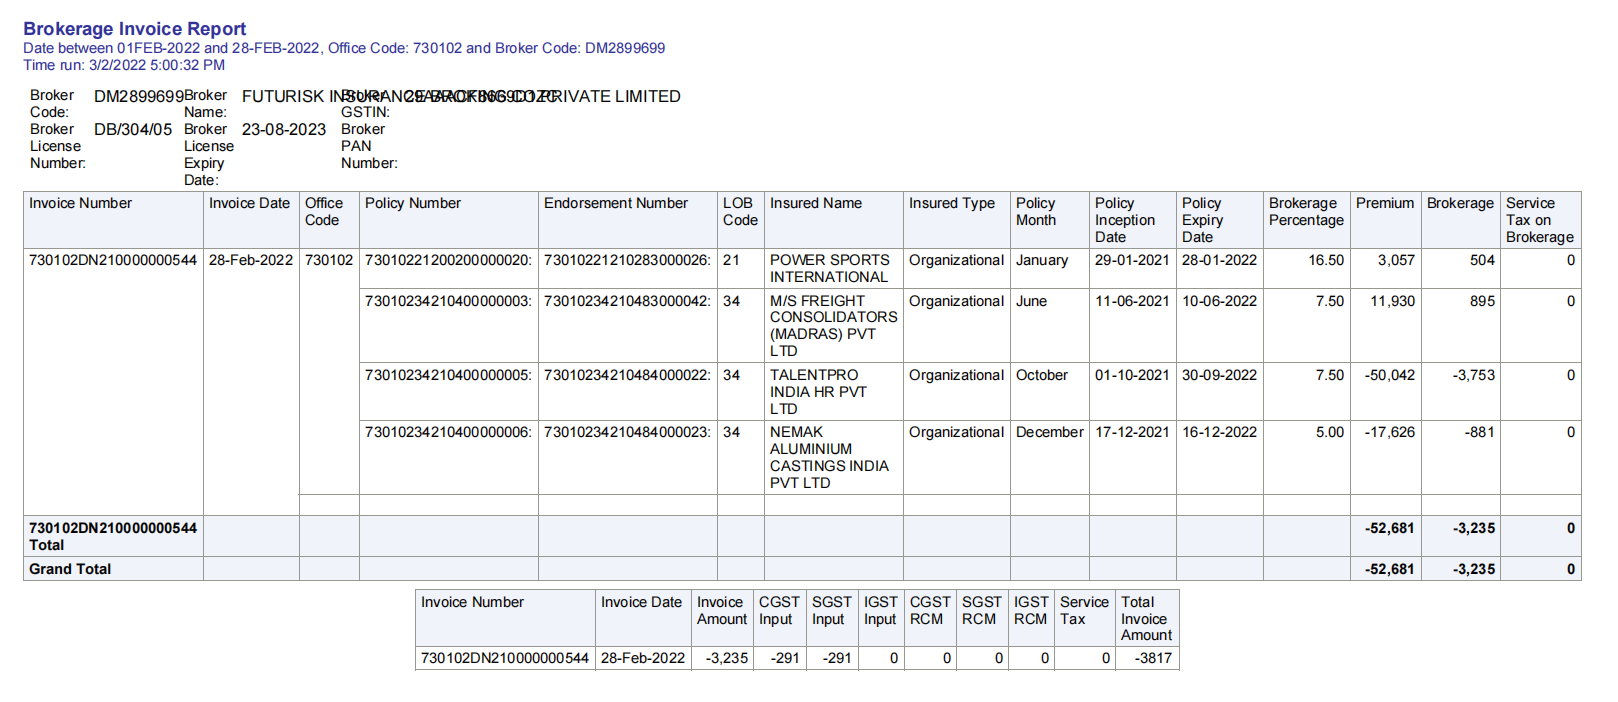 Brokerage Invoice Report
Date between 01FEB-2022 and 28-FEB-2022, Office Code: 730102 and Broker Code: DM2899699
Time run: 3/2/2022 5:00:32 PM
Broker Code: DM2899699 Broker Name: FUTURISK INSURANCE BROKING CO PRIVATE LIMITED Broker GSTIN:
Broker License Number: DB/304/05 Broker License Expiry Date: 23-08-2023 Broker PAN Number:
Invoice Number Invoice Date Office Code Policy Number Endorsement Number LOB Code Insured Name Insured Type Policy Month Policy Inception Date Policy Expiry Date Brokerage Percentage Premium Brokerage Service Tax on Brokerage
730102DN210000000544 28-Feb-2022 730102 73010221200200000020: 73010221210283000026: 21 POWER SPORTS INTERNATIONAL Organizational January 29-01-2021 28-01-2022 16.50 3,057 504 0
73010234210400000003: 73010234210483000042: 34 M/S FREIGHT CONSOLIDATORS (MADRAS) PVT LTD Organizational June 11-06-2021 10-06-2022 7.50 11,930 895 0
73010234210400000005: 73010234210484000022: 34 TALENTPRO INDIA HR PVT LTD Organizational October 01-10-2021 30-09-2022 7.50 -50,042 -3,753 0
73010234210400000006: 73010234210484000023: 34 NEMAK ALUMINIUM CASTINGS INDIA PVT LTD Organizational December 17-12-2021 16-12-2022 5.00 -17,626 -881 0
730102DN210000000544 Total -52,681 -3,235 0
Grand Total -52,681 -3,235 0
Invoice Number Invoice Date Invoice Amount CGST Input SGST Input IGST Input CGST RCM SGST RCM IGST RCM Service Tax Total Invoice Amount
730102DN210000000544 28-Feb-2022 -3,235 -291 -291 0 0 0 0 0 -3817